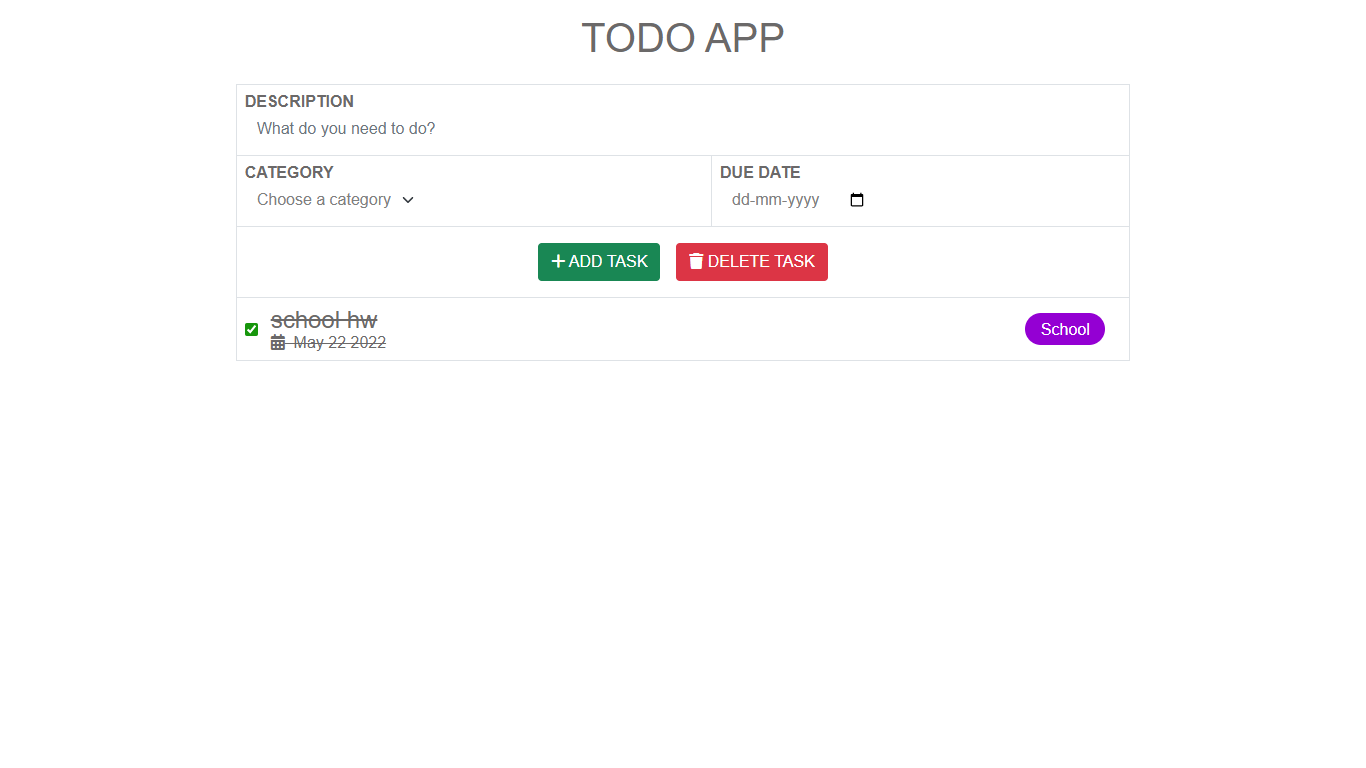 TODO APP
DESCRIPTION
What do you need to do?
CATEGORY
Choose a category
DUE DATE
dd-mm-yyyy
ADD TASK
DELETE TASK
school hw
May 22 2022
School